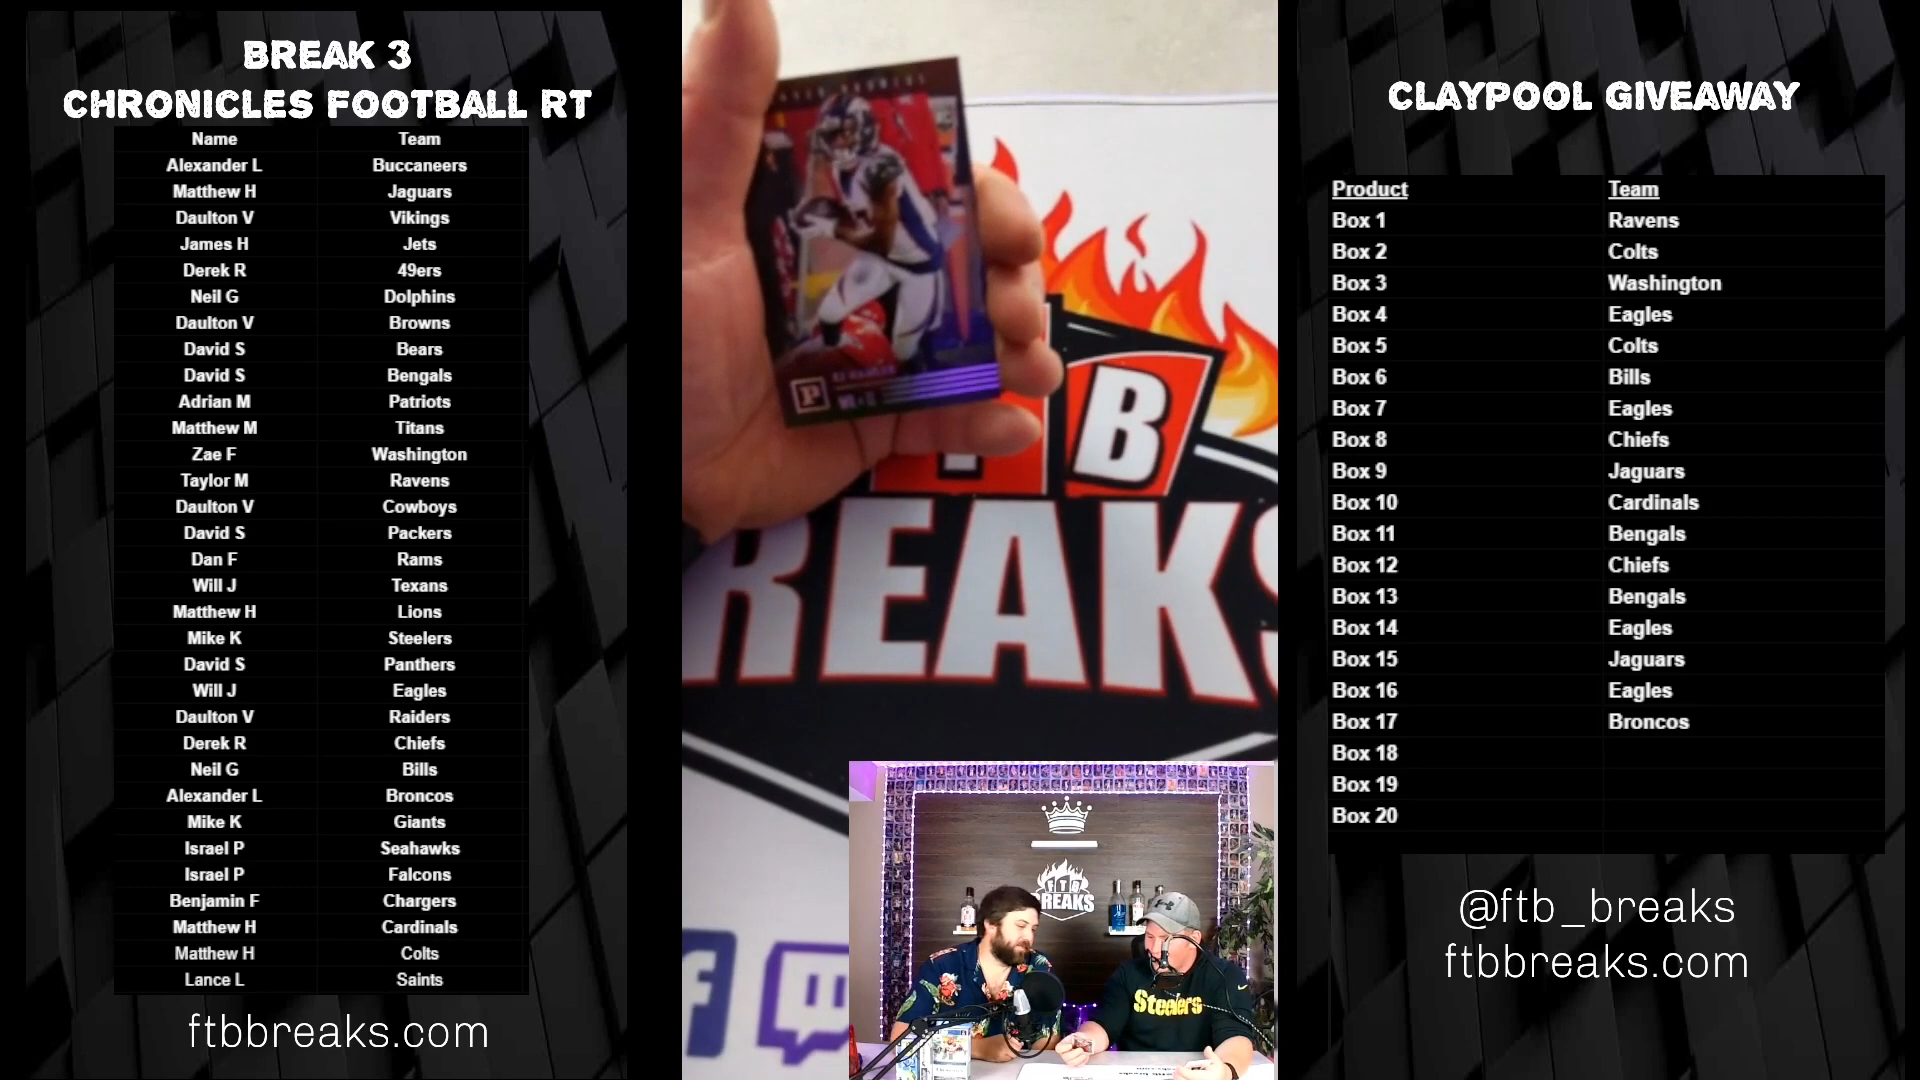 BREAK 3
CHRONICLES FOOTBALL RT
Name Team
Alexander L Buccaneers
Matthew H Jaguars
Daulton V Vikings
James H Jets
Derek R 49ers
Neil G Dolphins
Daulton V Browns
David S Bears
David S Bengals
Adrian M Patriots
Matthew M Titans
Zae F Washington
Taylor M Ravens
Daulton V Cowboys
David S Packers
Dan F Rams
Will J Texans
Matthew H Lions
Mike K Steelers
David S Panthers
Will J Eagles
Daulton V Raiders
Derek R Chiefs
Neil G Bills
Alexander L Broncos
Mike K Giants
Israel P Seahawks
Israel P Falcons
Benjamin F Chargers
Matthew H Cardinals
Matthew H Colts
Lance L Saints
ftbbreaks.com
P
B
REAKS
f
FTB
BREAKS
Steelers
CLAYPOOL GIVEAWAY
Product Team
Box 1 Ravens
Box 2 Colts
Box 3 Washington
Box 4 Eagles
Box 5 Colts
Box 6 Bills
Box 7 Eagles
Box 8 Chiefs
Box 9 Jaguars
Box 10 Cardinals
Box 11 Bengals
Box 12 Chiefs
Box 13 Bengals
Box 14 Eagles
Box 15 Jaguars
Box 16 Eagles
Box 17 Broncos
Box 18
Box 19
Box 20
@ftb_breaks
ftbbreaks.com